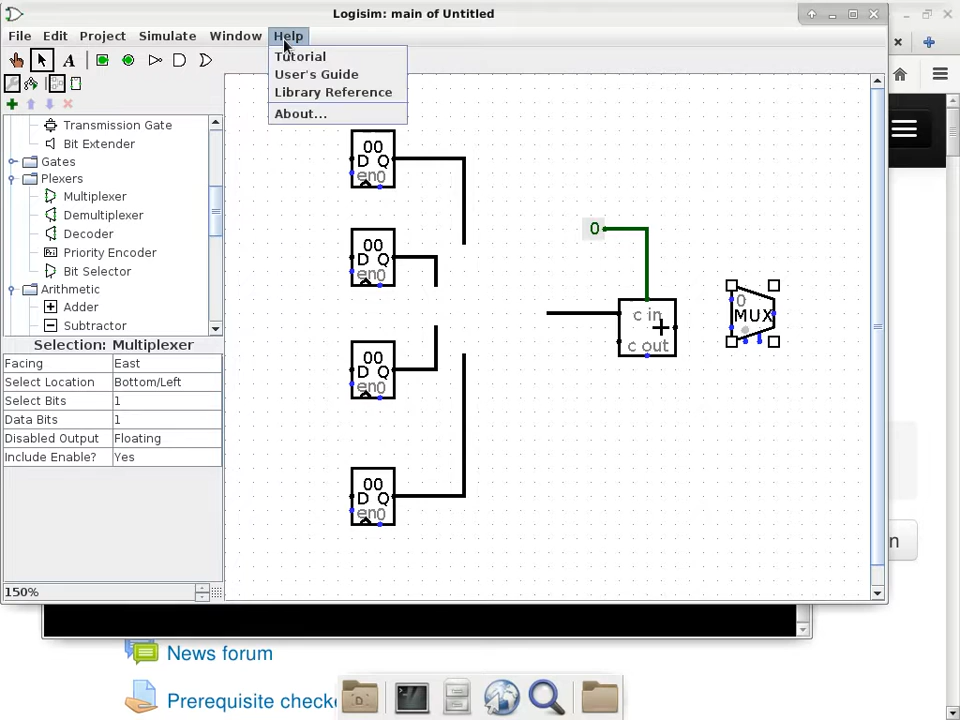 Logisim: main of Untitled
File Edit Project Simulate Window Help
Tutorial
User's Guide
Library Reference
About...
A
Transmission Gate
Bit Extender
Gates
Plexers
Multiplexer
Demultiplexer
Decoder
Priority Encoder
Bit Selector
Arithmetic
Adder
Subtractor
Selection: Multiplexer
Facing East
Select Location Bottom/Left
Select Bits 1
Data Bits 1
Disabled Output Floating
Include Enable? Yes
150%
00
D Q
en0
00
D Q
en0
00
D Q
en0
00
D Q
en0
0
c in
+
c out
0
MUX
n
News forum
Prerequisite checke